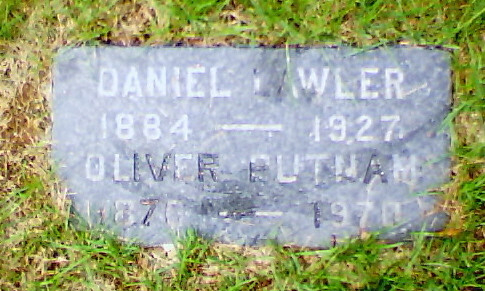 DANIEL LAWLER
1884 — 1927
OLIVER PUTNAM
1870 — 1970